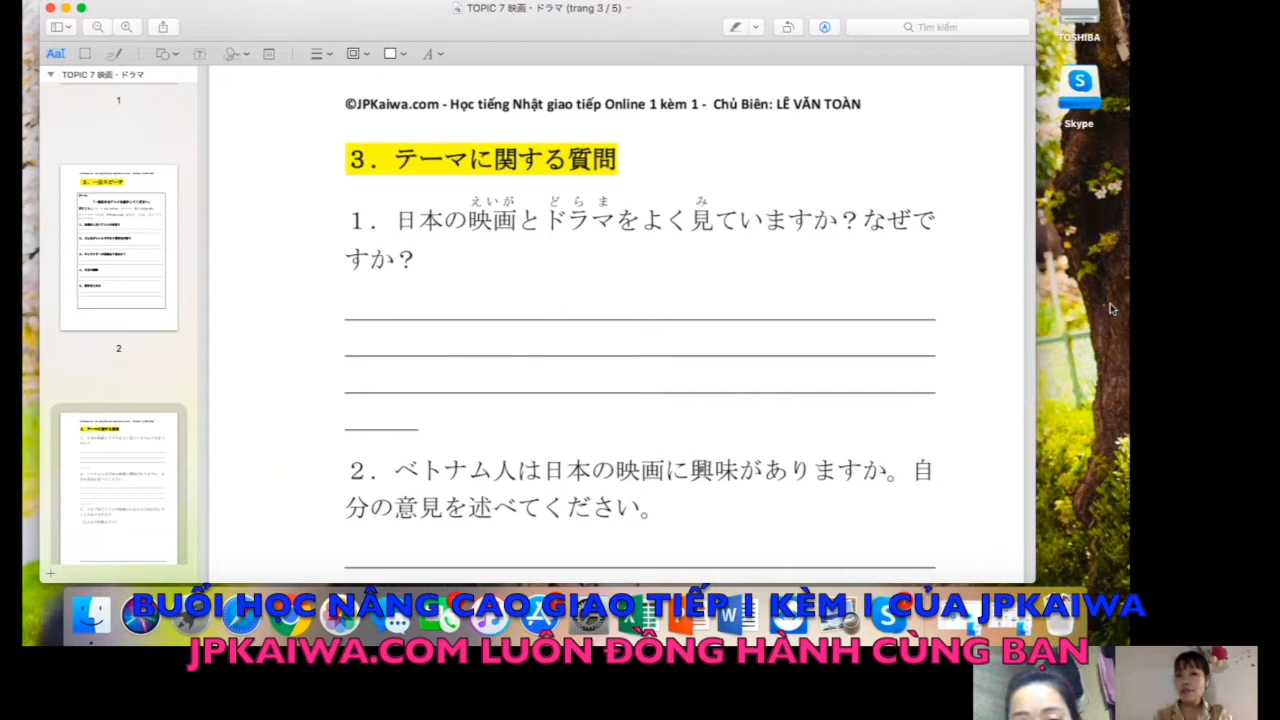 TOPIC 7 映画・ドラマ (trang 3 / 5)
Tìm kiếm
TOPIC 7 映画・ドラマ
1
2
©JPKaiwa.com - Học tiếng Nhật giao tiếp Online 1 kèm 1 - Chủ Biên: LÊ VĂN TOÀN
３．テーマに関する質問
えいが どらま み
１．日本の映画とドラマをよく見ていますか？なぜで
すか？
２．ベトナム人は日本の映画に興味がありますか。自
分の意見を述べてください。
TOSHIBA
Skype
BUỔI HỌC NÂNG CAO GIAO TIẾP 1 KÈM 1 CỦA JPKAIWA
JPKAIWA.COM LUÔN ĐỒNG HÀNH CÙNG BẠN